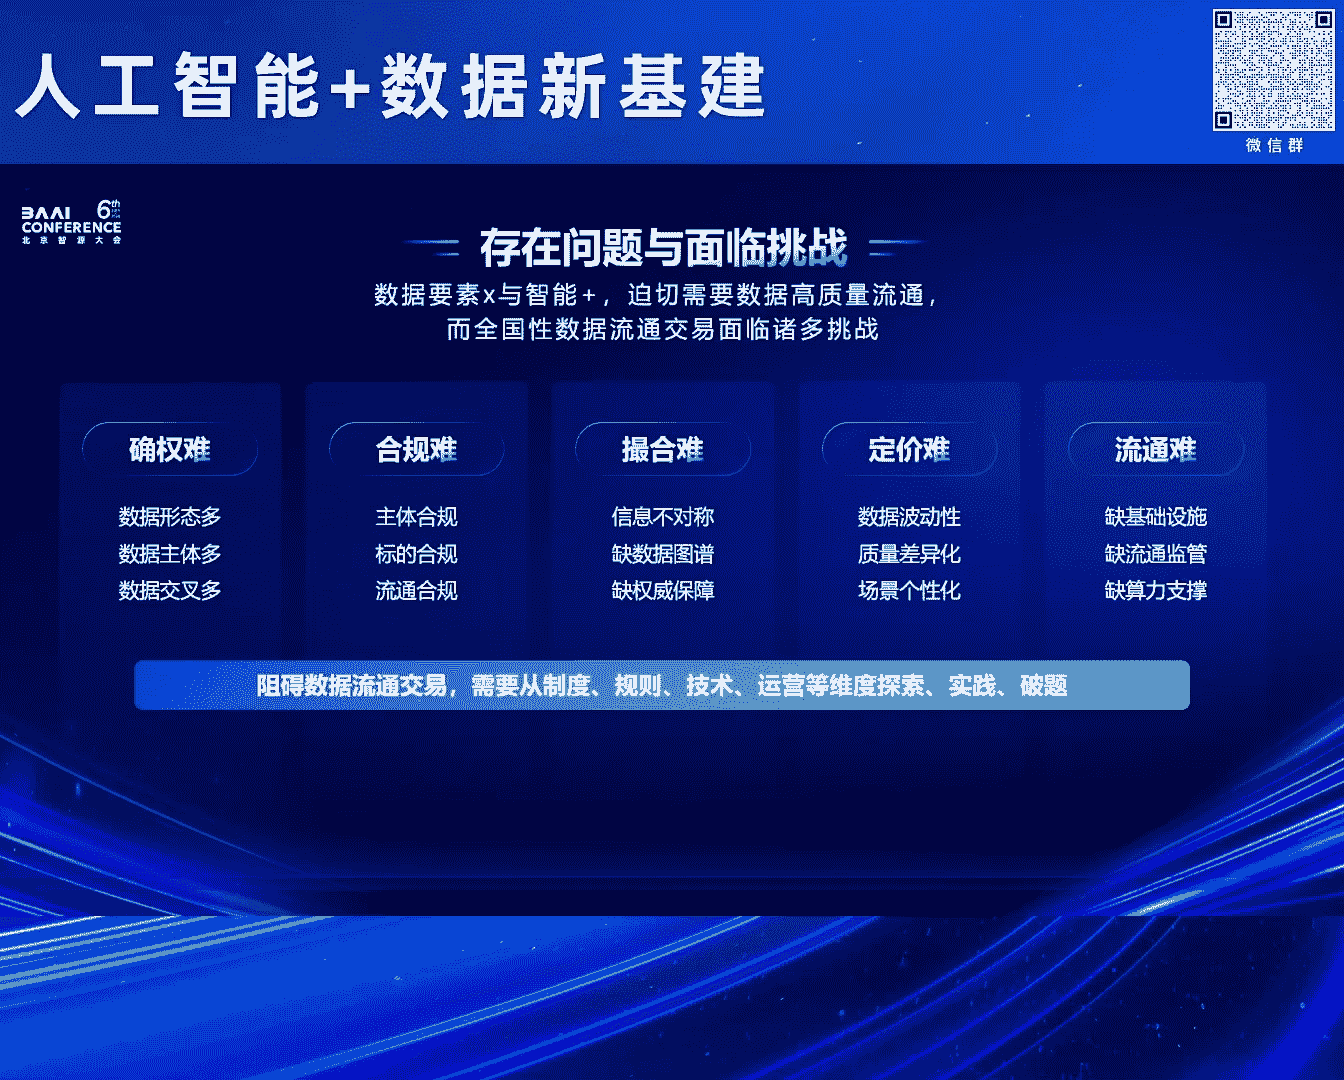 人工智能+数据新基建
微信群
BAAI 6th
CONFERENCE
北京智源大会
存在问题与面临挑战
数据要素x与智能+，迫切需要数据高质量流通，
而全国性数据流通交易面临诸多挑战
确权难
数据形态多
数据主体多
数据交叉多
合规难
主体合规
标的合规
流通合规
撮合难
信息不对称
缺数据图谱
缺权威保障
定价难
数据波动性
质量差异化
场景个性化
流通难
缺基础设施
缺流通监管
缺算力支撑
阻碍数据流通交易，需要从制度、规则、技术、运营等维度探索、实践、破题